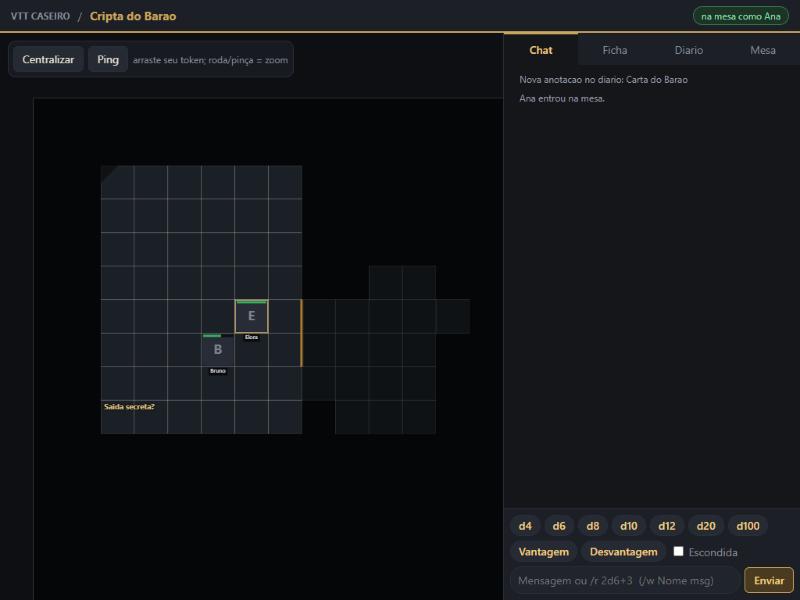 VTT CASEIRO / Cripta do Barao
na mesa como Ana
Centralizar
Ping
arraste seu token; roda/pinça = zoom
Chat
Ficha
Diario
Mesa
Nova anotacao no diario: Carta do Barao
Ana entrou na mesa.
E
Elora
B
Bruno
Saida secreta?
d4
d6
d8
d10
d12
d20
d100
Vantagem
Desvantagem
Escondida
Mensagem ou /r 2d6+3 (/w Nome msg)
Enviar